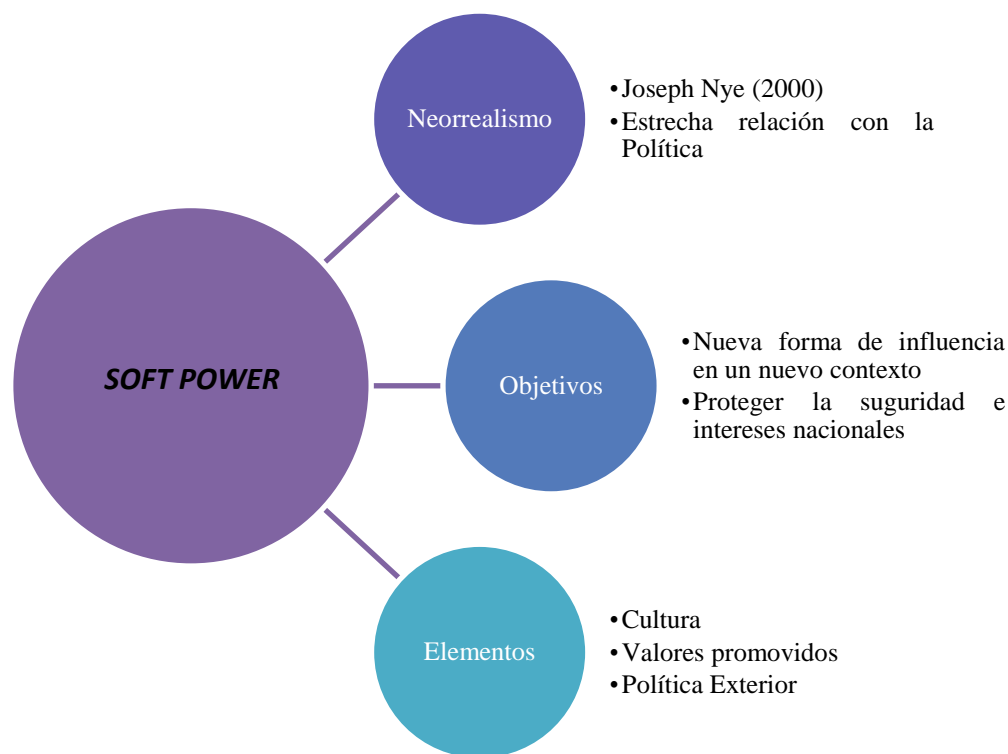 SOFT POWER
Neorrealismo
•Joseph Nye (2000)
•Estrecha relación con la
Política
Objetivos
•Nueva forma de influencia
en un nuevo contexto
•Proteger la suguridad e
intereses nacionales
Elementos
•Cultura
•Valores promovidos
•Política Exterior